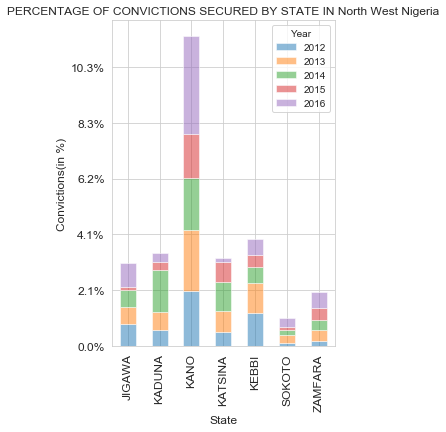 PERCENTAGE OF CONVICTIONS SECURED BY STATE IN North West Nigeria
Year
2012
2013
2014
2015
2016
Convictions(in %)
10.3%
8.3%
6.2%
4.1%
2.1%
0.0%
JIGAWA
KADUNA
KANO
KATSINA
KEBBI
SOKOTO
ZAMFARA
State